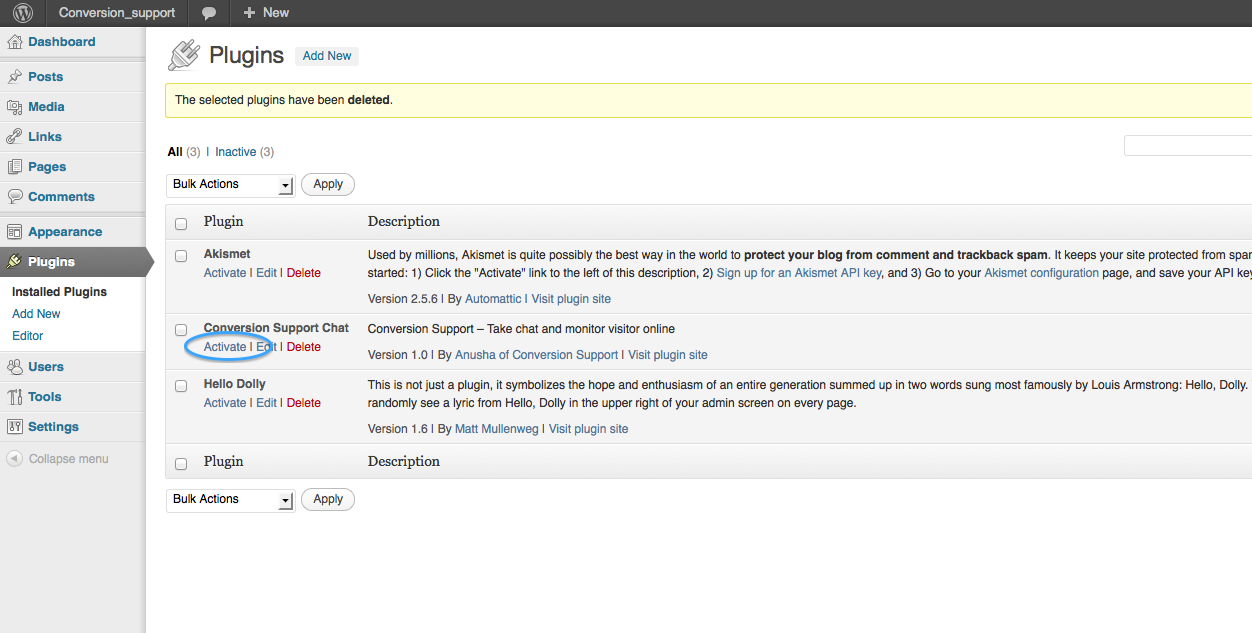 Conversion_support
+ New
Dashboard
Posts
Media
Links
Pages
Comments
Appearance
Plugins
Installed Plugins
Add New
Editor
Users
Tools
Settings
Collapse menu
Plugins Add New
The selected plugins have been deleted.
All (3) | Inactive (3)
Bulk Actions Apply
Plugin Description
Akismet
Activate | Edit | Delete
Used by millions, Akismet is quite possibly the best way in the world to protect your blog from comment and trackback spam. It keeps your site protected from spam
started: 1) Click the "Activate" link to the left of this description, 2) Sign up for an Akismet API key, and 3) Go to your Akismet configuration page, and save your API key
Version 2.5.6 | By Automattic | Visit plugin site
Conversion Support Chat
Activate | Edit | Delete
Conversion Support – Take chat and monitor visitor online
Version 1.0 | By Anusha of Conversion Support | Visit plugin site
Hello Dolly
Activate | Edit | Delete
This is not just a plugin, it symbolizes the hope and enthusiasm of an entire generation summed up in two words sung most famously by Louis Armstrong: Hello, Dolly.
randomly see a lyric from Hello, Dolly in the upper right of your admin screen on every page.
Version 1.6 | By Matt Mullenweg | Visit plugin site
Plugin Description
Bulk Actions Apply